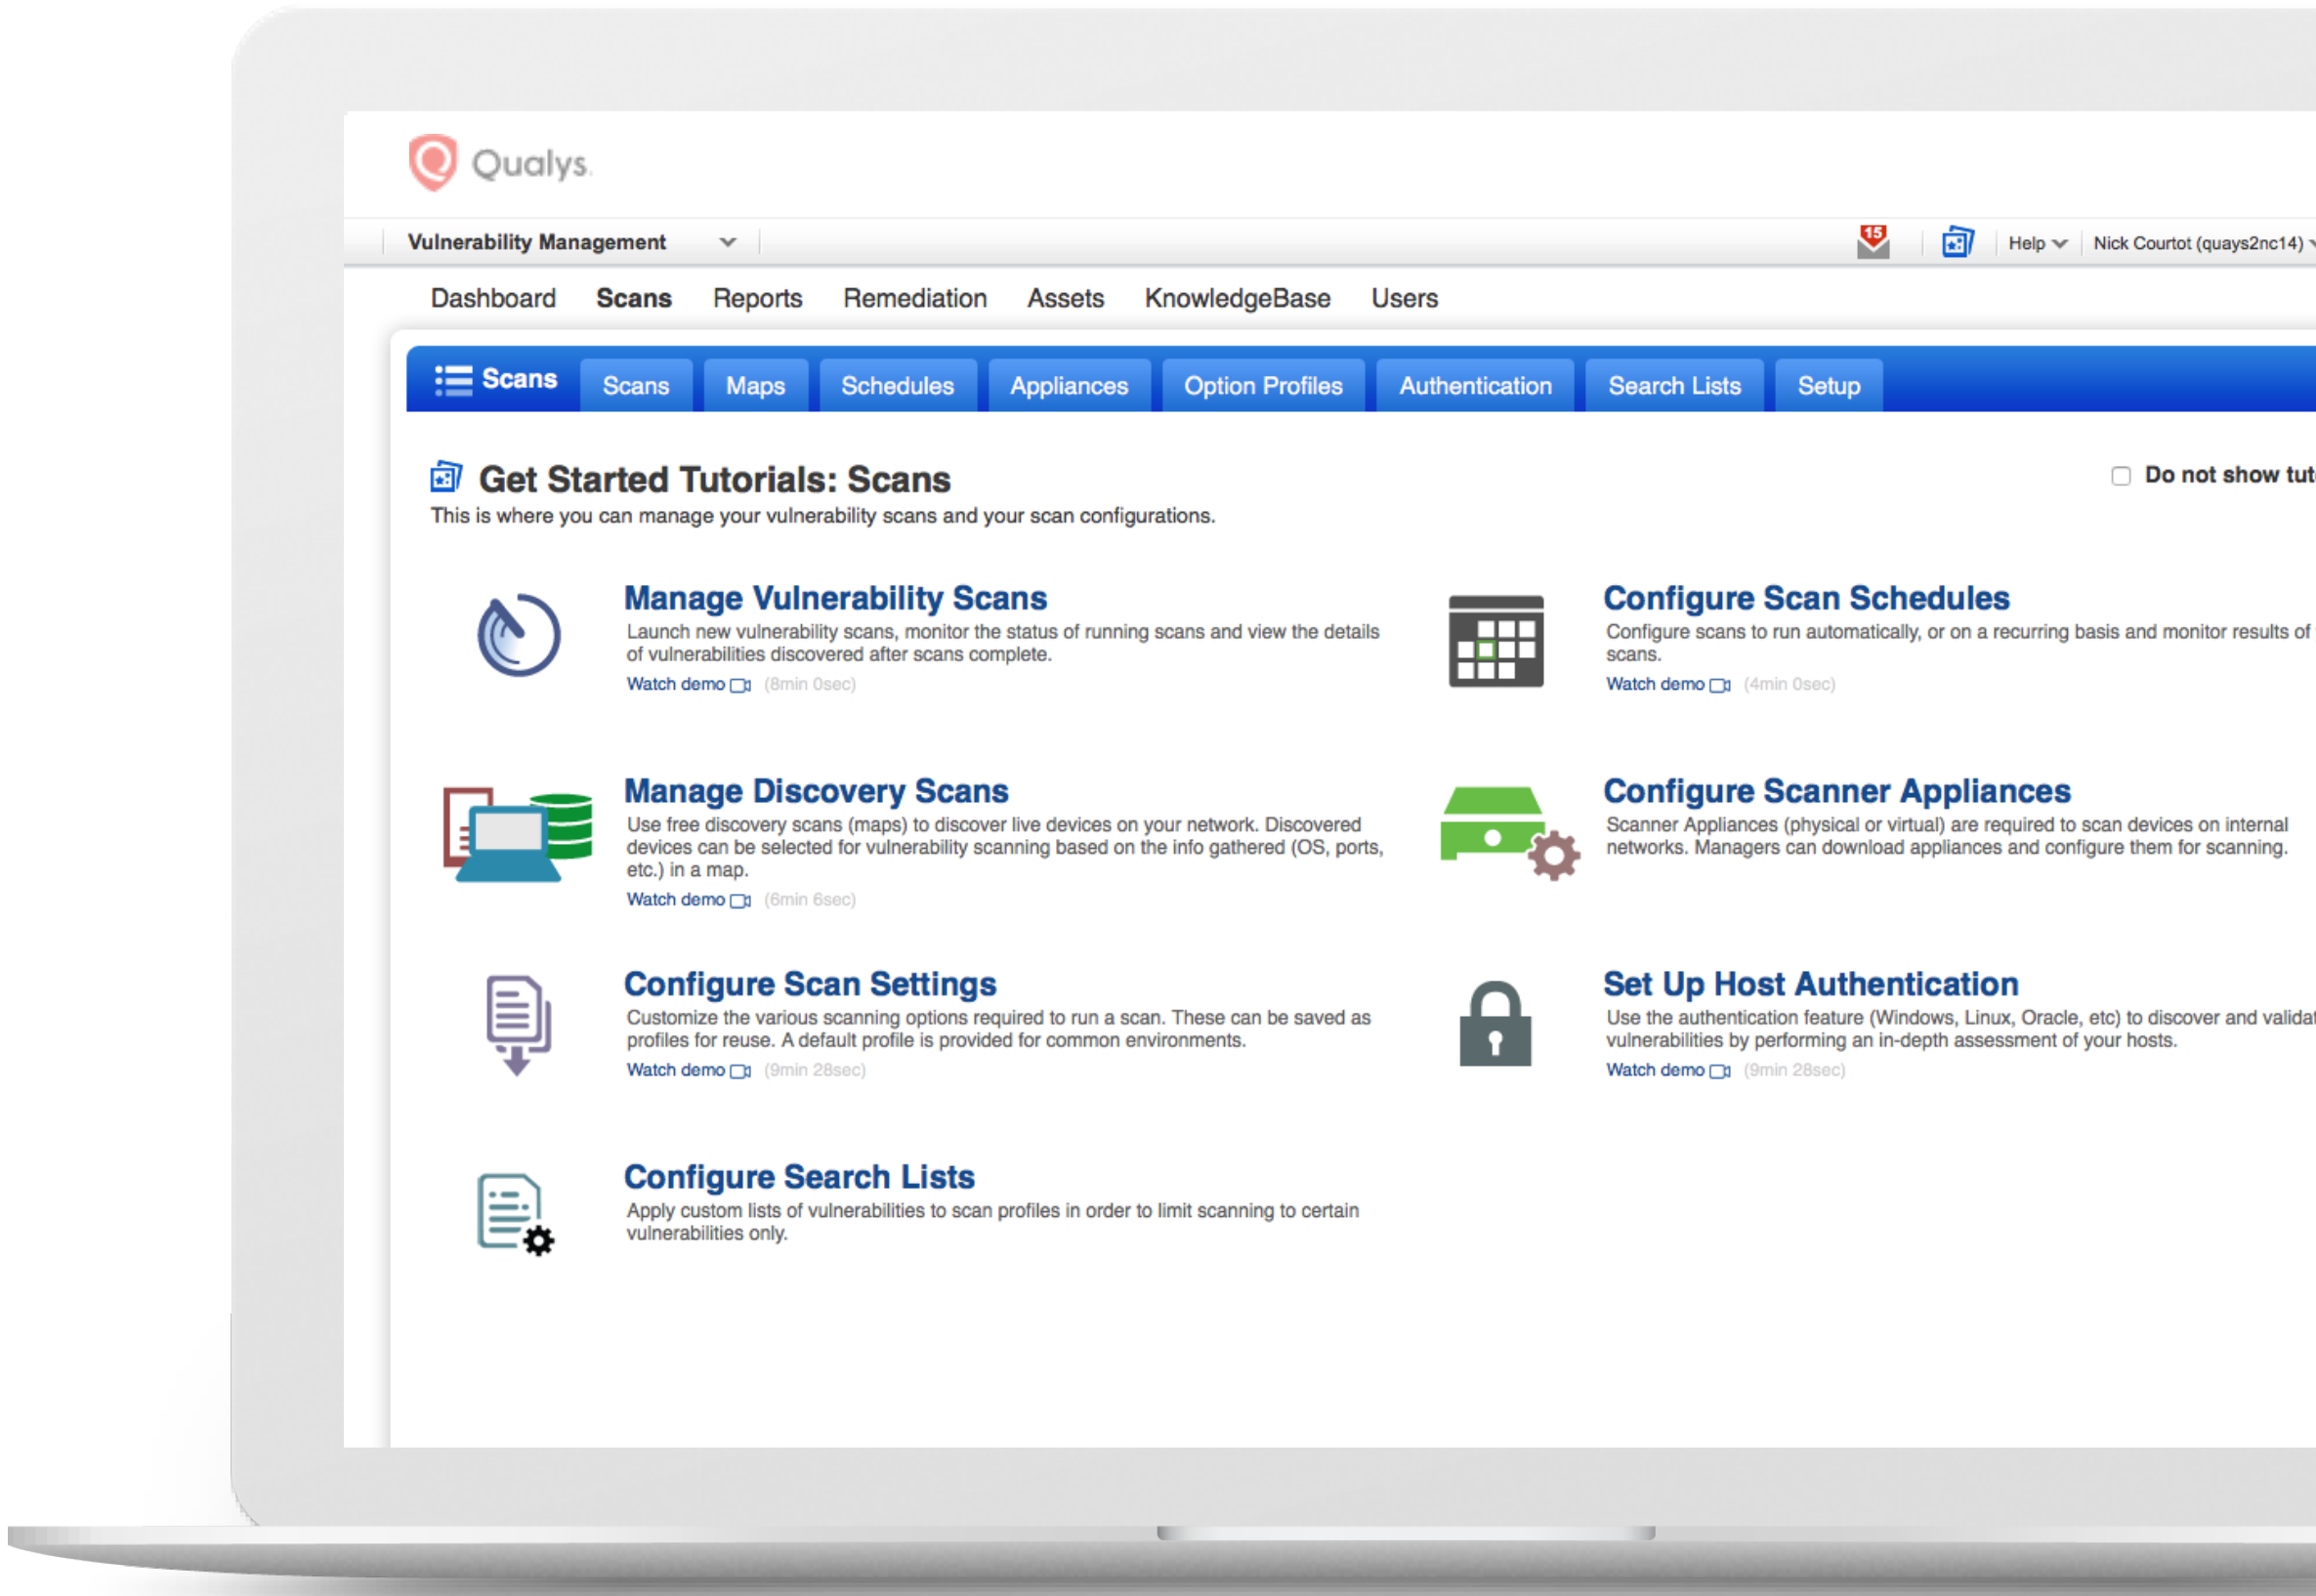 Qualys.
Vulnerability Management
15
Help
Nick Courtot (quays2nc14)
Dashboard Scans Reports Remediation Assets KnowledgeBase Users
Scans Scans Maps Schedules Appliances Option Profiles Authentication Search Lists Setup
Get Started Tutorials: Scans
Do not show
This is where you can manage your vulnerability scans and your scan configurations.
Manage Vulnerability Scans
Launch new vulnerability scans, monitor the status of running scans and view the details
of vulnerabilities discovered after scans complete.
Watch demo (8min 0sec)
Configure Scan Schedules
Configure scans to run automatically, or on a recurring basis and monitor results of
scans.
Watch demo (4min 0sec)
Manage Discovery Scans
Use free discovery scans (maps) to discover live devices on your network. Discovered
devices can be selected for vulnerability scanning based on the info gathered (OS, ports,
etc.) in a map.
Watch demo (6min 6sec)
Configure Scanner Appliances
Scanner Appliances (physical or virtual) are required to scan devices on internal
networks. Managers can download appliances and configure them for scanning.
Configure Scan Settings
Customize the various scanning options required to run a scan. These can be saved as
profiles for reuse. A default profile is provided for common environments.
Watch demo (9min 28sec)
Set Up Host Authentication
Use the authentication feature (Windows, Linux, Oracle, etc) to discover and
vulnerabilities by performing an in-depth assessment of your hosts.
Watch demo (9min 28sec)
Configure Search Lists
Apply custom lists of vulnerabilities to scan profiles in order to limit scanning to certain
vulnerabilities only.